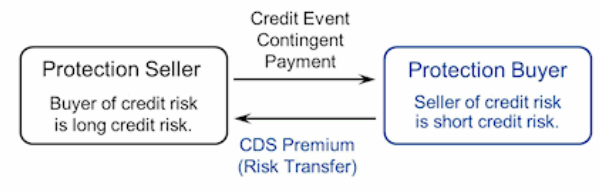 Credit Event
Contingent
Payment
Protection Seller
Buyer of credit risk
is long credit risk.
Protection Buyer
Seller of credit risk
is short credit risk.
CDS Premium
(Risk Transfer)